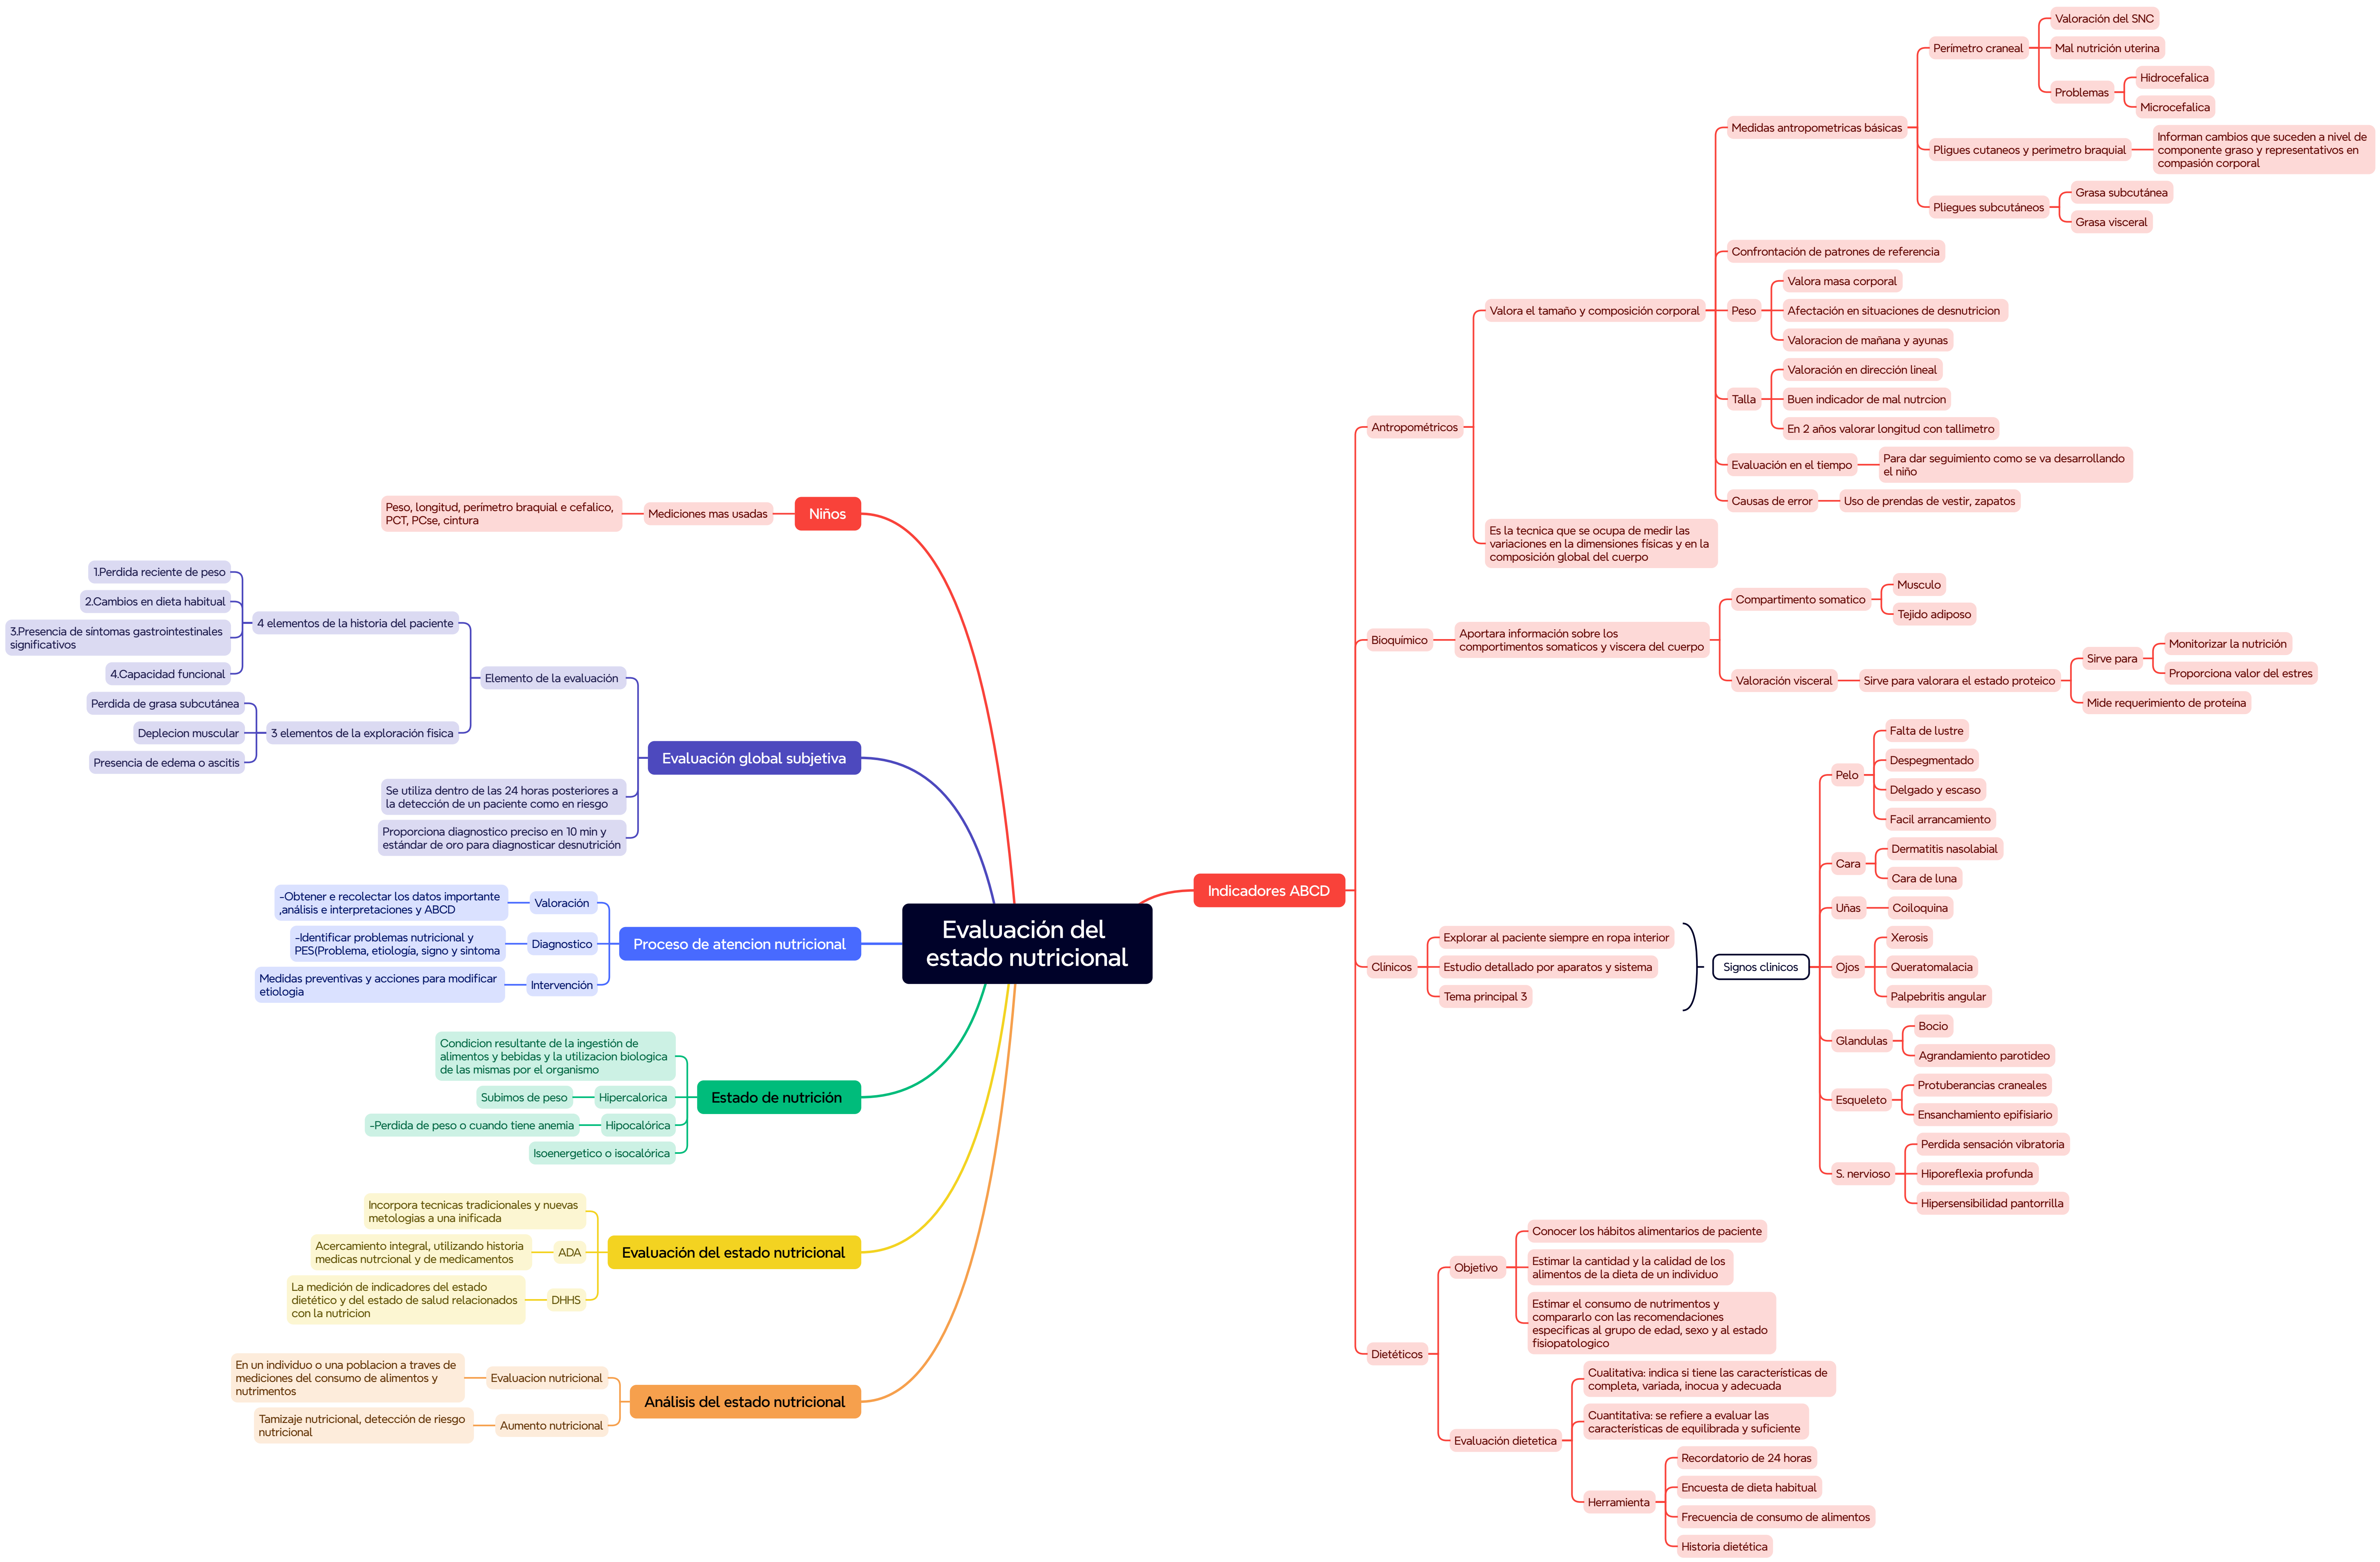 Evaluación del
estado nutricional
Indicadores ABCD
Antropométricos
Valora el tamaño y composición corporal
Medidas antropometricas básicas
Perímetro craneal
Valoración del SNC
Mal nutrición uterina
Problemas
Hidrocefalica
Microcefalica
Pligues cutaneos y perimetro braquial
Informan cambios que suceden a nivel de
componente graso y representativos en
compasión corporal
Pliegues subcutáneos
Grasa subcutánea
Grasa visceral
Confrontación de patrones de referencia
Peso
Valora masa corporal
Afectación en situaciones de desnutricion
Valoracion de mañana y ayunas
Talla
Valoración en dirección lineal
Buen indicador de mal nutrcion
En 2 años valorar longitud con tallimetro
Evaluación en el tiempo
Para dar seguimiento como se va desarrollando
el niño
Causas de error
Uso de prendas de vestir, zapatos
Es la tecnica que se ocupa de medir las
variaciones en la dimensiones físicas y en la
composición global del cuerpo
Bioquímico
Aportara información sobre los
comportimentos somaticos y viscera del cuerpo
Compartimento somatico
Musculo
Tejido adiposo
Valoración visceral
Sirve para valorara el estado proteico
Sirve para
Monitorizar la nutrición
Proporciona valor del estres
Mide requerimiento de proteína
Clínicos
Explorar al paciente siempre en ropa interior
Estudio detallado por aparatos y sistema
Tema principal 3
Signos clinicos
Pelo
Falta de lustre
Despegmentado
Delgado y escaso
Facil arrancamiento
Cara
Dermatitis nasolabial
Cara de luna
Uñas
Coiloquina
Ojos
Xerosis
Queratomalacia
Palpebritis angular
Glandulas
Bocio
Agrandamiento parotideo
Esqueleto
Protuberancias craneales
Ensanchamiento epifisiario
S. nervioso
Perdida sensación vibratoria
Hiporeflexia profunda
Hipersensibilidad pantorrilla
Dietéticos
Objetivo
Conocer los hábitos alimentarios de paciente
Estimar la cantidad y la calidad de los
alimentos de la dieta de un individuo
Estimar el consumo de nutrimentos y
compararlo con las recomendaciones
especificas al grupo de edad, sexo y al estado
fisiopatologico
Evaluación dietetica
Cualitativa: indica si tiene las características de
completa, variada, inocua y adecuada
Cuantitativa: se refiere a evaluar las
características de equilibrada y suficiente
Herramienta
Recordatorio de 24 horas
Encuesta de dieta habitual
Frecuencia de consumo de alimentos
Historia dietética
Niños
Mediciones mas usadas
Peso, longitud, perímetro braquial e cefalico,
PCT, PCse, cintura
Evaluación global subjetiva
Elemento de la evaluación
4 elementos de la historia del paciente
1.Perdida reciente de peso
2.Cambios en dieta habitual
3.Presencia de síntomas gastrointestinales
significativos
4.Capacidad funcional
3 elementos de la exploración fisica
Perdida de grasa subcutánea
Deplecion muscular
Presencia de edema o ascitis
Se utiliza dentro de las 24 horas posteriores a
la detección de un paciente como en riesgo
Proporciona diagnostico preciso en 10 min y
estándar de oro para diagnosticar desnutrición
Proceso de atencion nutricional
Valoración
-Obtener e recolectar los datos importante
,análisis e interpretaciones y ABCD
Diagnostico
-Identificar problemas nutricional y
PES(Problema, etiología, signo y sintoma
Intervención
Medidas preventivas y acciones para modificar
etiologia
Estado de nutrición
Condicion resultante de la ingestión de
alimentos y bebidas y la utilizacion biologica
de las mismas por el organismo
Hipercalorica
Subimos de peso
Hipocalórica
-Perdida de peso o cuando tiene anemia
Isoenergetico o isocalórica
Evaluación del estado nutricional
Incorpora tecnicas tradicionales y nuevas
metologias a una inificada
ADA
Acercamiento integral, utilizando historia
medicas nutrcional y de medicamentos
DHHS
La medición de indicadores del estado
dietético y del estado de salud relacionados
con la nutricion
Análisis del estado nutricional
Evaluacion nutricional
En un individuo o una poblacion a traves de
mediciones del consumo de alimentos y
nutrimentos
Aumento nutricional
Tamizaje nutricional, detección de riesgo
nutricional